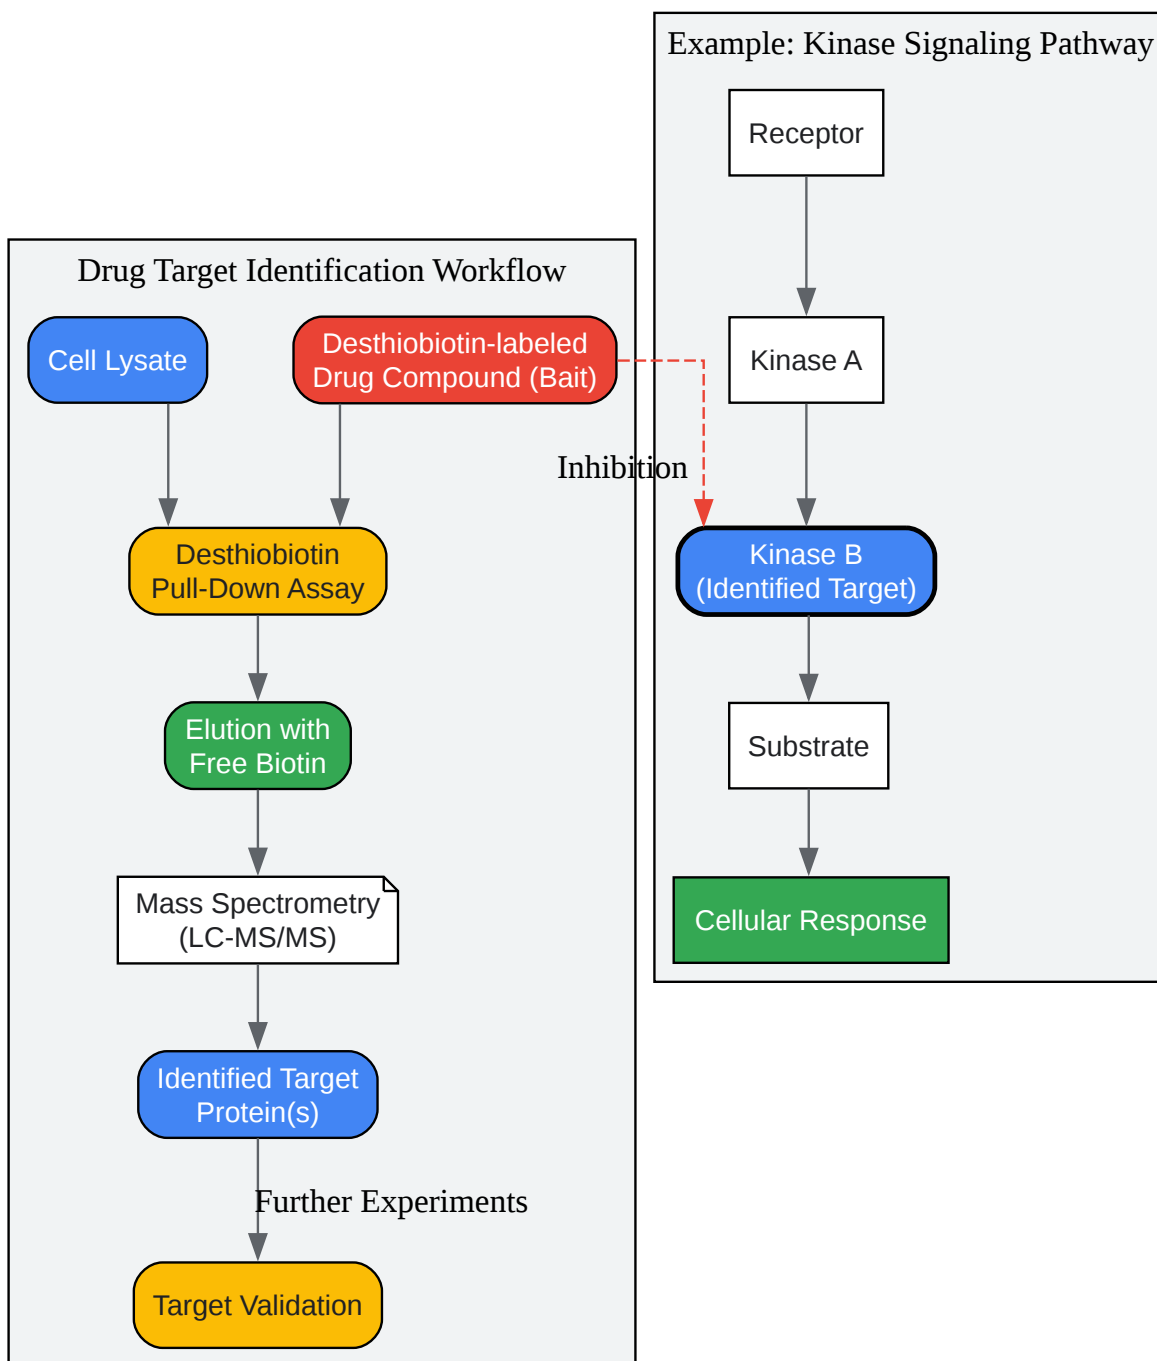 Example: Kinase Signaling Pathway
Receptor
Drug Target Identification Workflow
Cell Lysate
Desthiobiotin-labeled
Drug Compound (Bait)
Kinase A
Inhibition
Desthiobiotin
Pull-Down Assay
Kinase B
(Identified Target)
Elution with
Free Biotin
Substrate
Mass Spectrometry
(LC-MS/MS)
Cellular Response
Identified Target
Protein(s)
Further Experiments
Target Validation